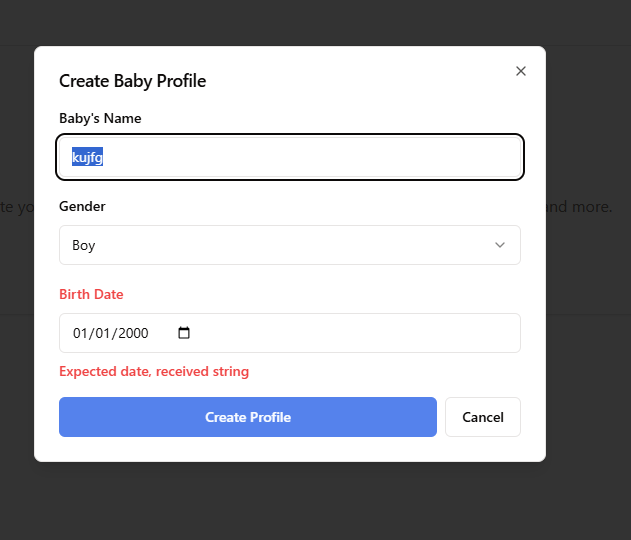 Create Baby Profile
Baby's Name
kujfg
te yo
and more.
Gender
Boy
Birth Date
01/01/2000
Expected date, received string
Create Profile
Cancel